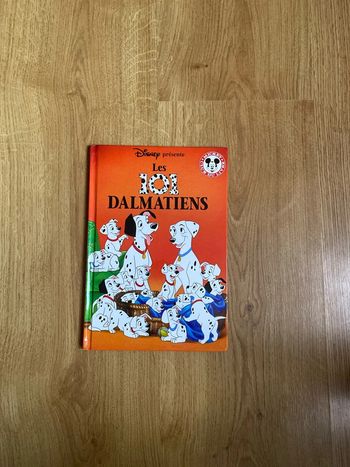 Disney présente
Les
101
DALMATIENS